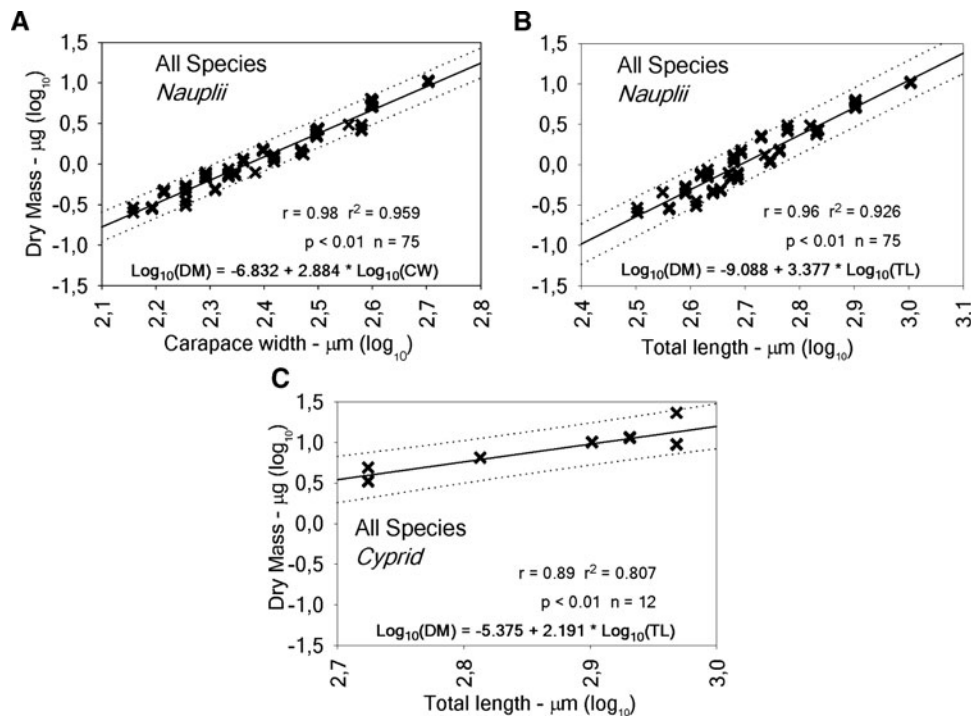 A
Dry Mass - µg (log10)
1,5
1,0
0,5
0,0
-0,5
-1,0
-1,5
All Species
Nauplii
r = 0.98 r² = 0.959
p < 0.01 n = 75
Log10(DM) = -6.832 + 2.884 * Log10(CW)
2,1 2,2 2,3 2,4 2,5 2,6 2,7 2,8
Carapace width - µm (log10)
B
Dry Mass - µg (log10)
1,5
1,0
0,5
0,0
-0,5
-1,0
-1,5
All Species
Nauplii
r = 0.96 r² = 0.926
p < 0.01 n = 75
Log10(DM) = -9.088 + 3.377 * Log10(TL)
2,4 2,5 2,6 2,7 2,8 2,9 3,0 3,1
Total length - µm (log10)
C
Dry Mass - µg (log10)
1,5
1,0
0,5
0,0
-0,5
-1,0
-1,5
All Species
Cyprid
r = 0.89 r² = 0.807
p < 0.01 n = 12
Log10(DM) = -5.375 + 2.191 * Log10(TL)
2,7 2,8 2,9 3,0
Total length - µm (log10)